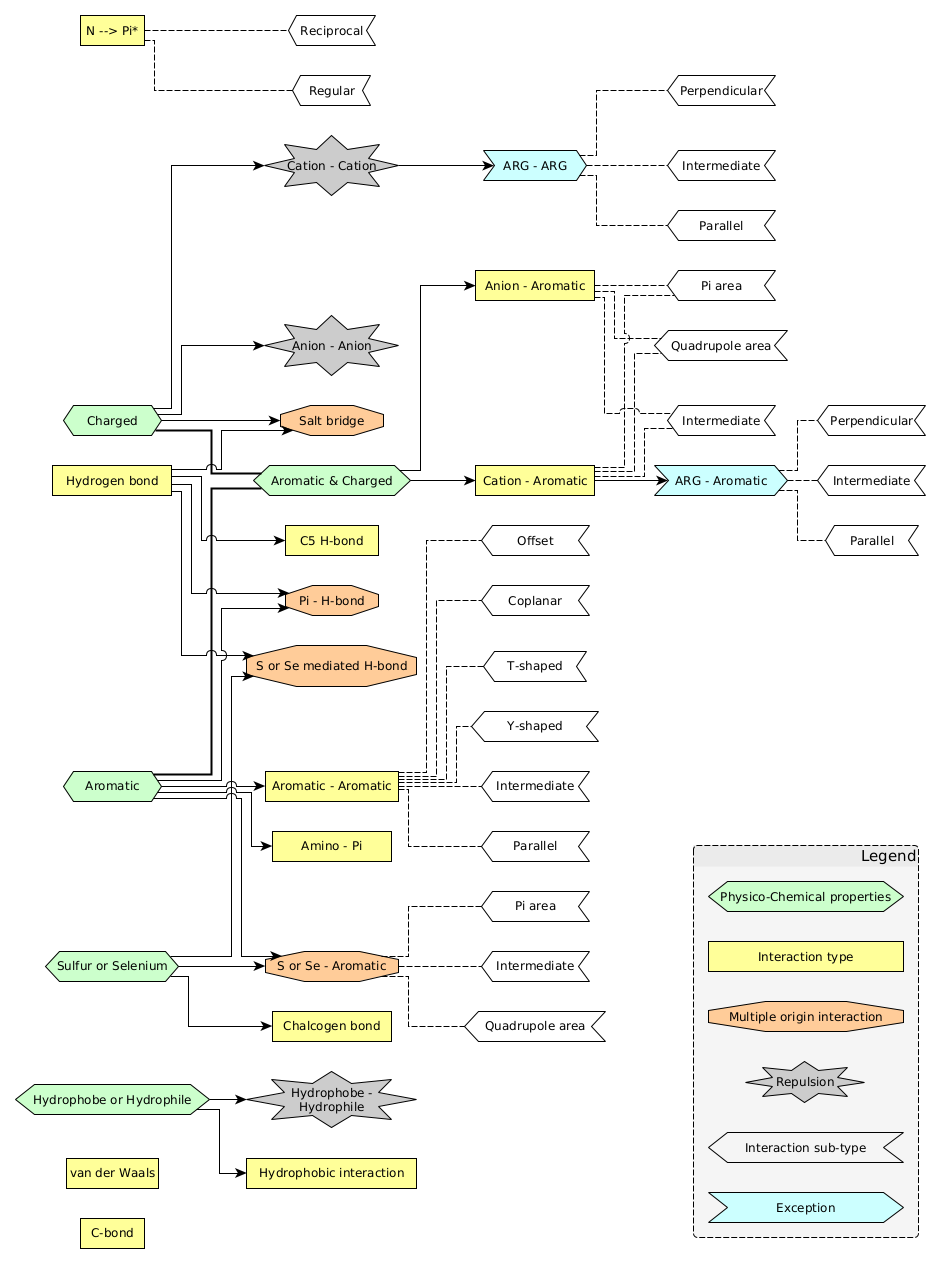 N --> Pi*
Reciprocal
Regular
Perpendicular
Cation - Cation
ARG - ARG
Intermediate
Parallel
Anion - Aromatic
Pi area
Anion - Anion
Quadrupole area
Charged
Salt bridge
Intermediate
Perpendicular
Hydrogen bond
Aromatic & Charged
Cation - Aromatic
ARG - Aromatic
Intermediate
C5 H-bond
Offset
Parallel
Pi - H-bond
Coplanar
S or Se mediated H-bond
T-shaped
Y-shaped
Aromatic
Aromatic - Aromatic
Intermediate
Amino - Pi
Parallel
Pi area
Sulfur or Selenium
S or Se - Aromatic
Intermediate
Chalcogen bond
Quadrupole area
Hydrophobe or Hydrophile
Hydrophobe -
Hydrophile
van der Waals
Hydrophobic interaction
C-bond
Legend
Physico-Chemical properties
Interaction type
Multiple origin interaction
Repulsion
Interaction sub-type
Exception